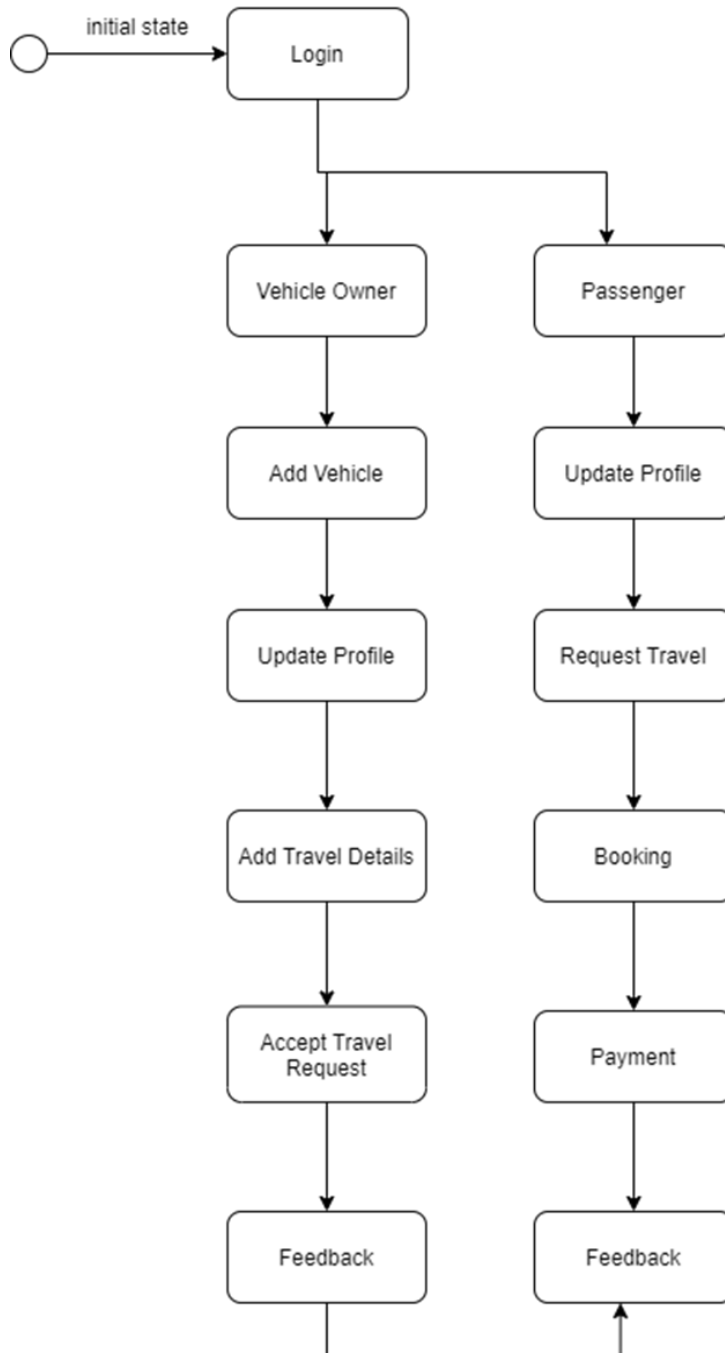 initial state
Login
Vehicle Owner
Passenger
Add Vehicle
Update Profile
Update Profile
Request Travel
Add Travel Details
Booking
Accept Travel
Request
Payment
Feedback
Feedback